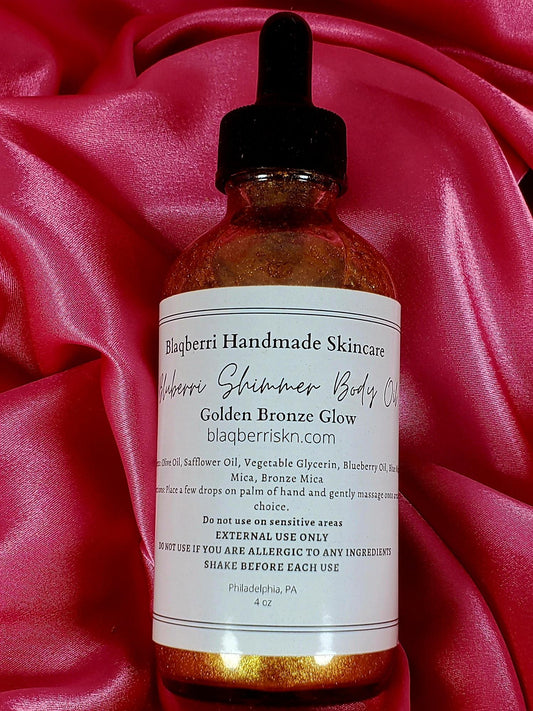 Blaqberri Handmade Skincare
Bluberri Shimmer Body Oil
Golden Bronze Glow
blaqberriskn.com
Olive Oil, Safflower Oil, Vegetable Glycerin, Blueberry Oil,
Mica, Bronze Mica
Place a few drops on palm of hand and gently massage onto
choice.
Do not use on sensitive areas
EXTERNAL USE ONLY
DO NOT USE IF YOU ARE ALLERGIC TO ANY INGREDIENTS
SHAKE BEFORE EACH USE
Philadelphia, PA
4 oz